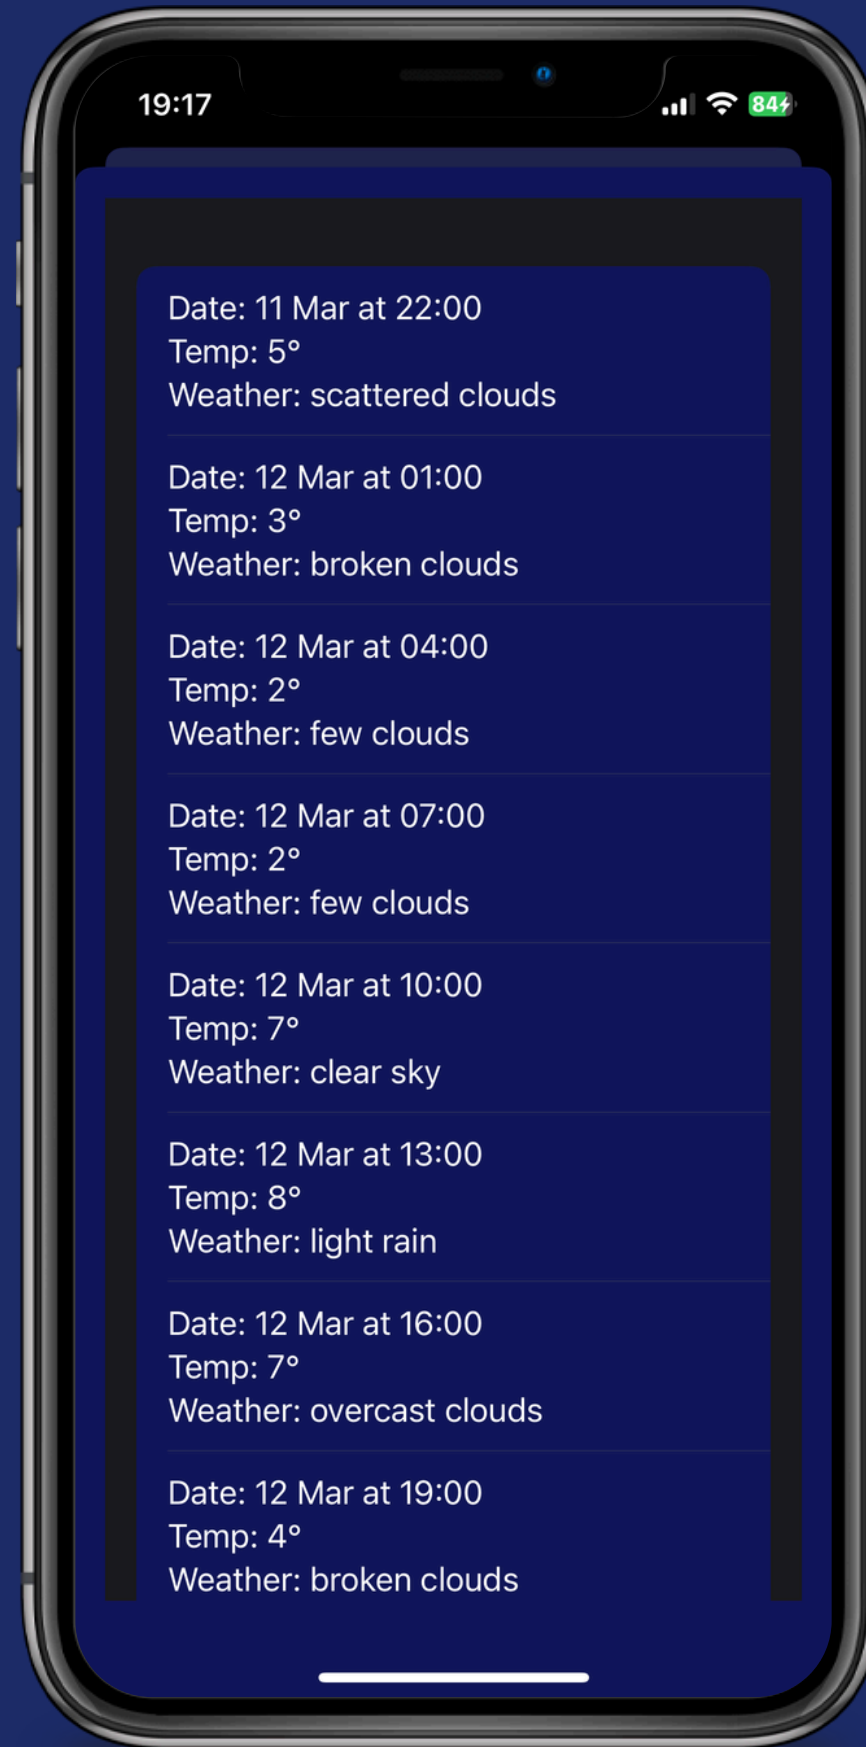 19:17
84
Date: 11 Mar at 22:00
Temp: 5°
Weather: scattered clouds
Date: 12 Mar at 01:00
Temp: 3°
Weather: broken clouds
Date: 12 Mar at 04:00
Temp: 2°
Weather: few clouds
Date: 12 Mar at 07:00
Temp: 2°
Weather: few clouds
Date: 12 Mar at 10:00
Temp: 7°
Weather: clear sky
Date: 12 Mar at 13:00
Temp: 8°
Weather: light rain
Date: 12 Mar at 16:00
Temp: 7°
Weather: overcast clouds
Date: 12 Mar at 19:00
Temp: 4°
Weather: broken clouds